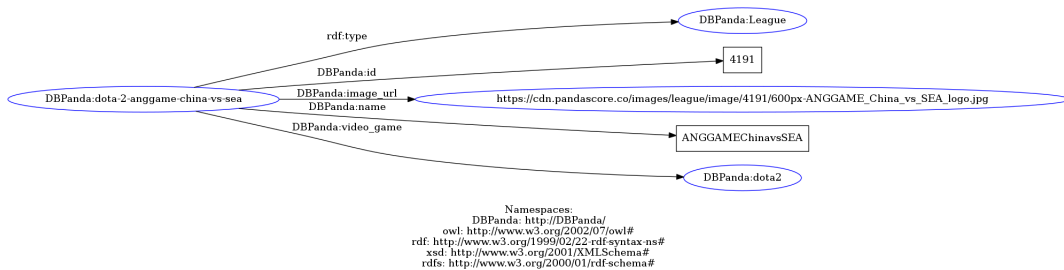 DBPanda:League
rdf:type
4191
DBPanda:id
DBPanda:dota-2-anggame-china-vs-sea
DBPanda:image_url
https://cdn.pandascore.co/images/league/image/4191/600px-ANGGAME_China_vs_SEA_logo.jpg
DBPanda:name
ANGGAMEChinavsSEA
DBPanda:video_game
DBPanda:dota2
Namespaces:
DBPanda: http://DBPanda/
owl: http://www.w3.org/2002/07/owl#
rdf: http://www.w3.org/1999/02/22-rdf-syntax-ns#
xsd: http://www.w3.org/2001/XMLSchema#
rdfs: http://www.w3.org/2000/01/rdf-schema#